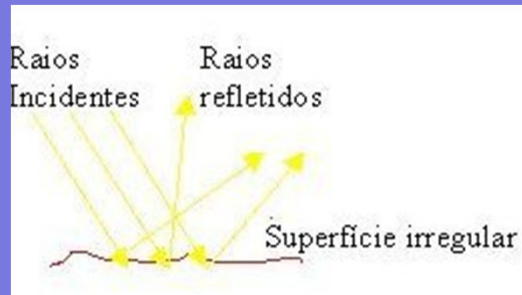 Raios
Incidentes
Raios
refletidos
Superfície irregular